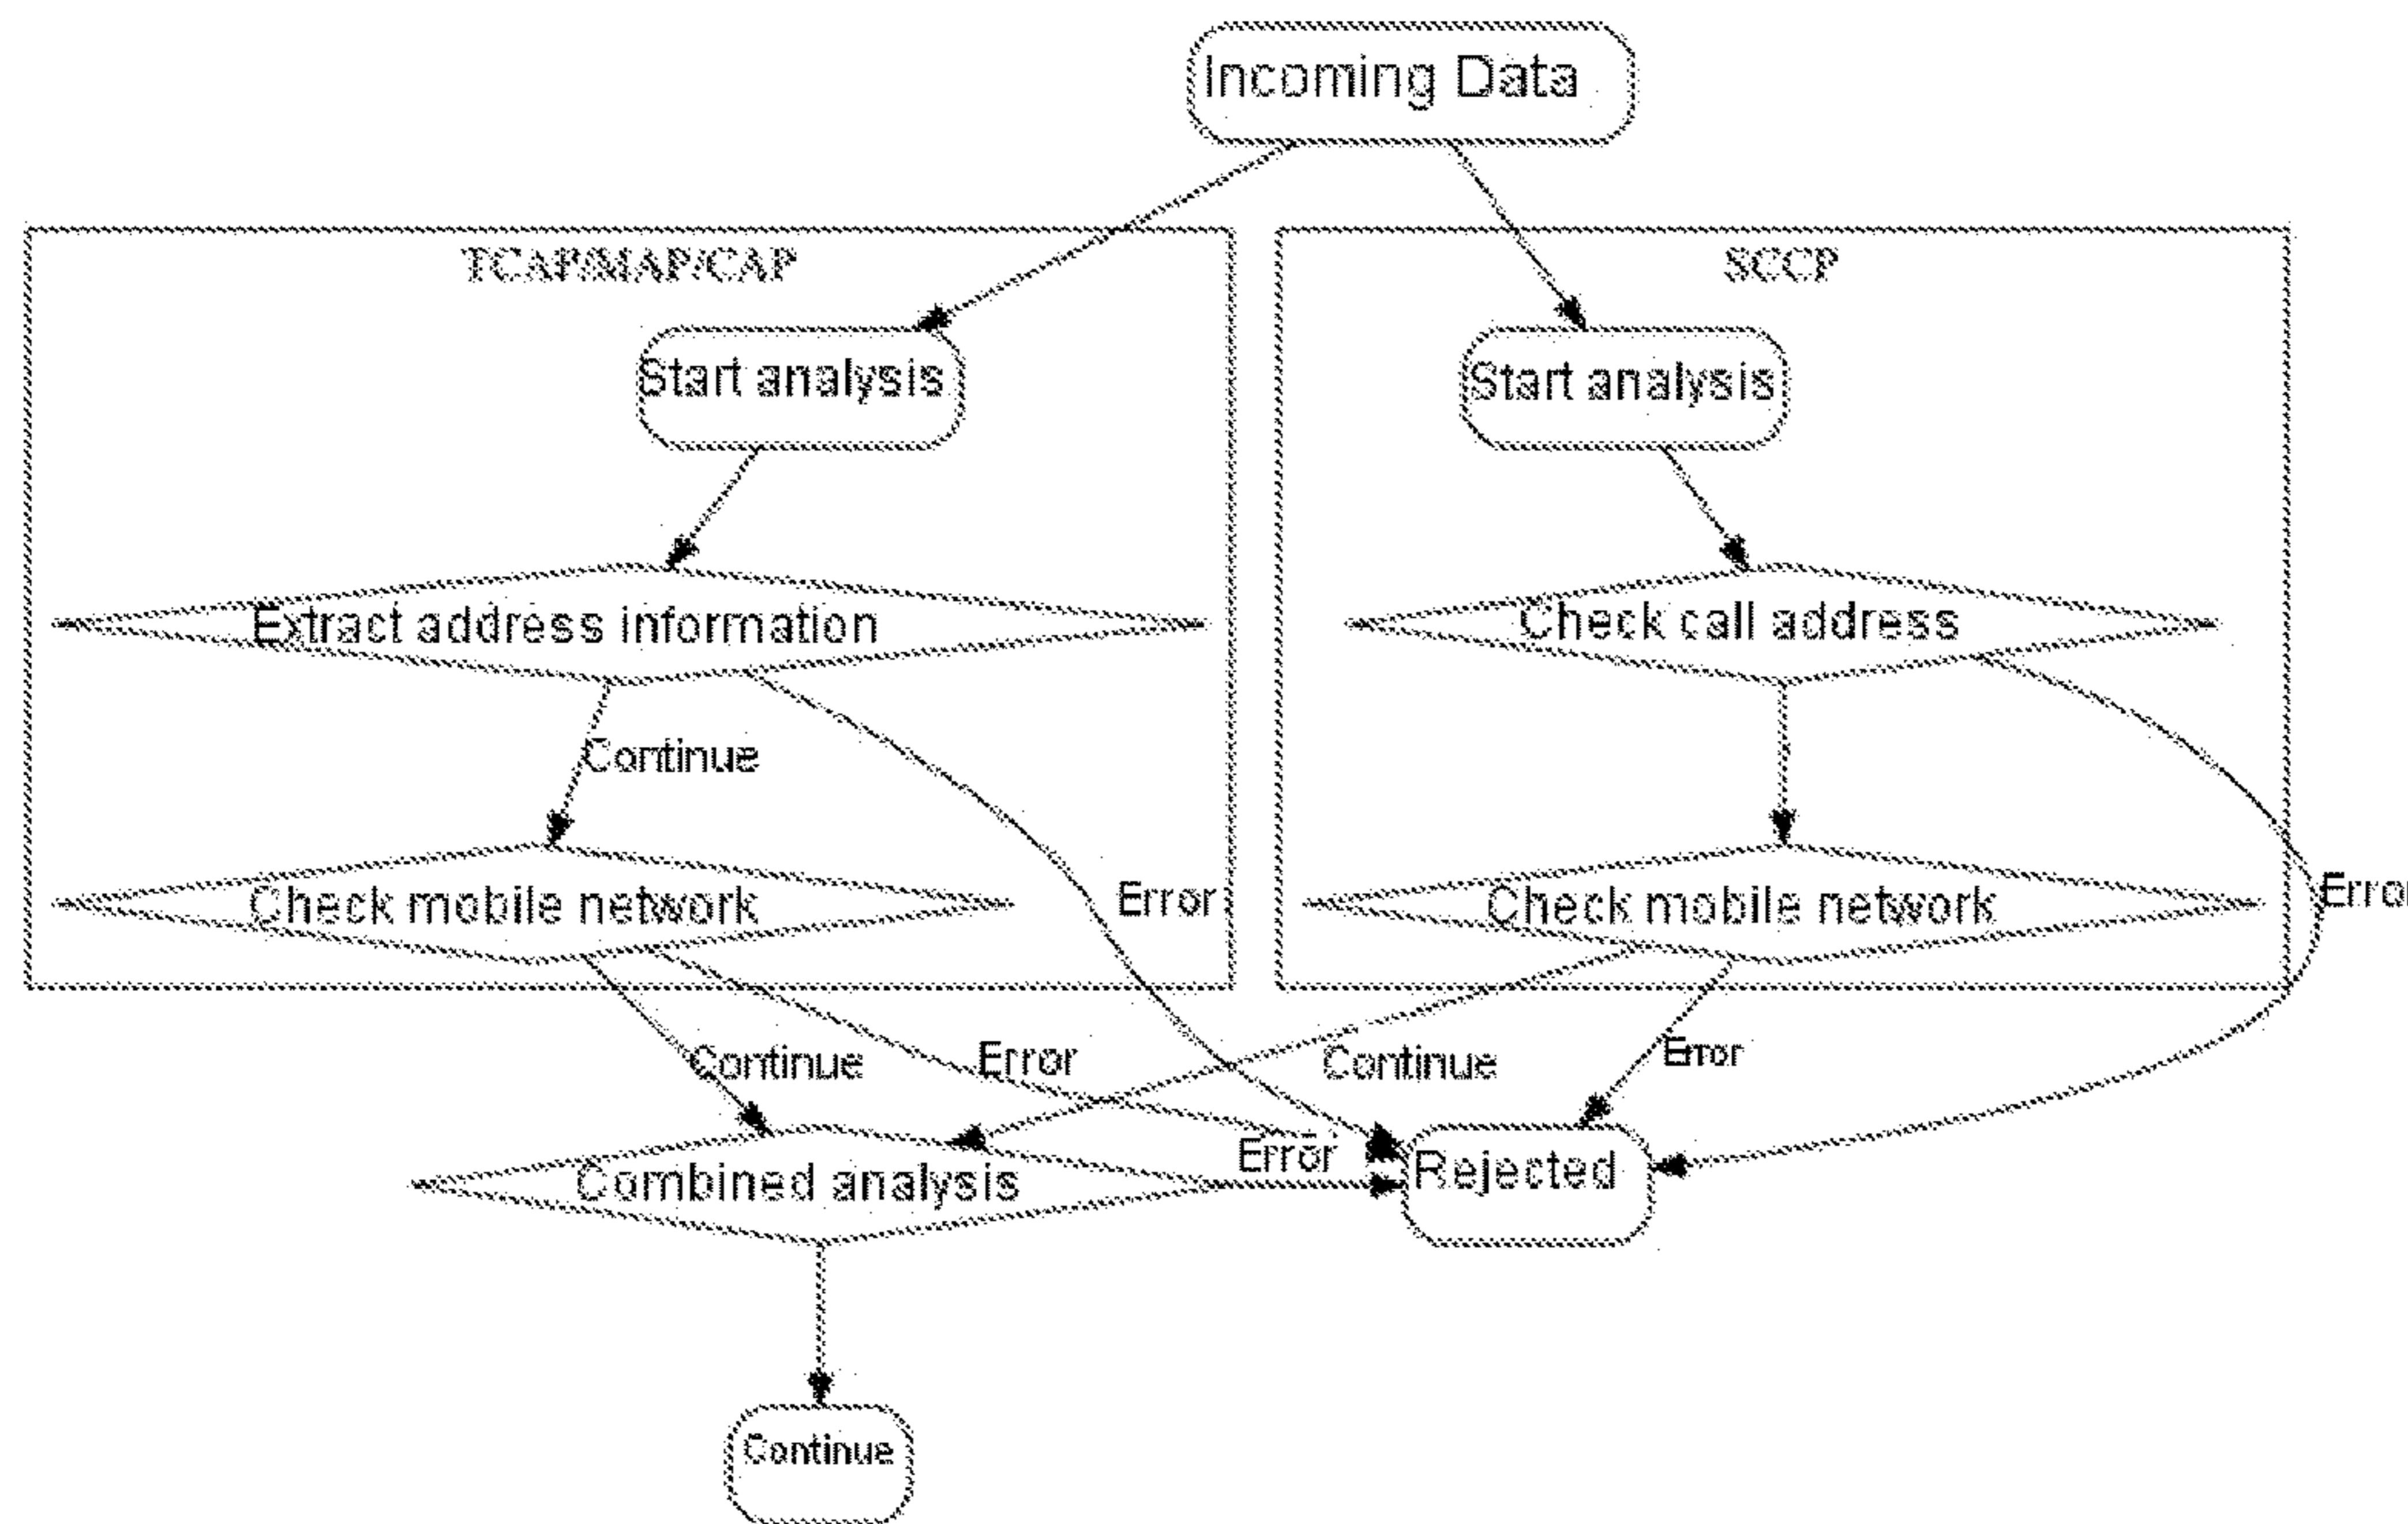 Incoming Data
TCAP/MAP/CAP
SCCP
Start analysis
Start analysis
Extract address information
Check call address
Continue
Check mobile network
Error
Check mobile network
Error
Continue
Error
Continue
Error
Combined analysis
Error
Rejected
Continue